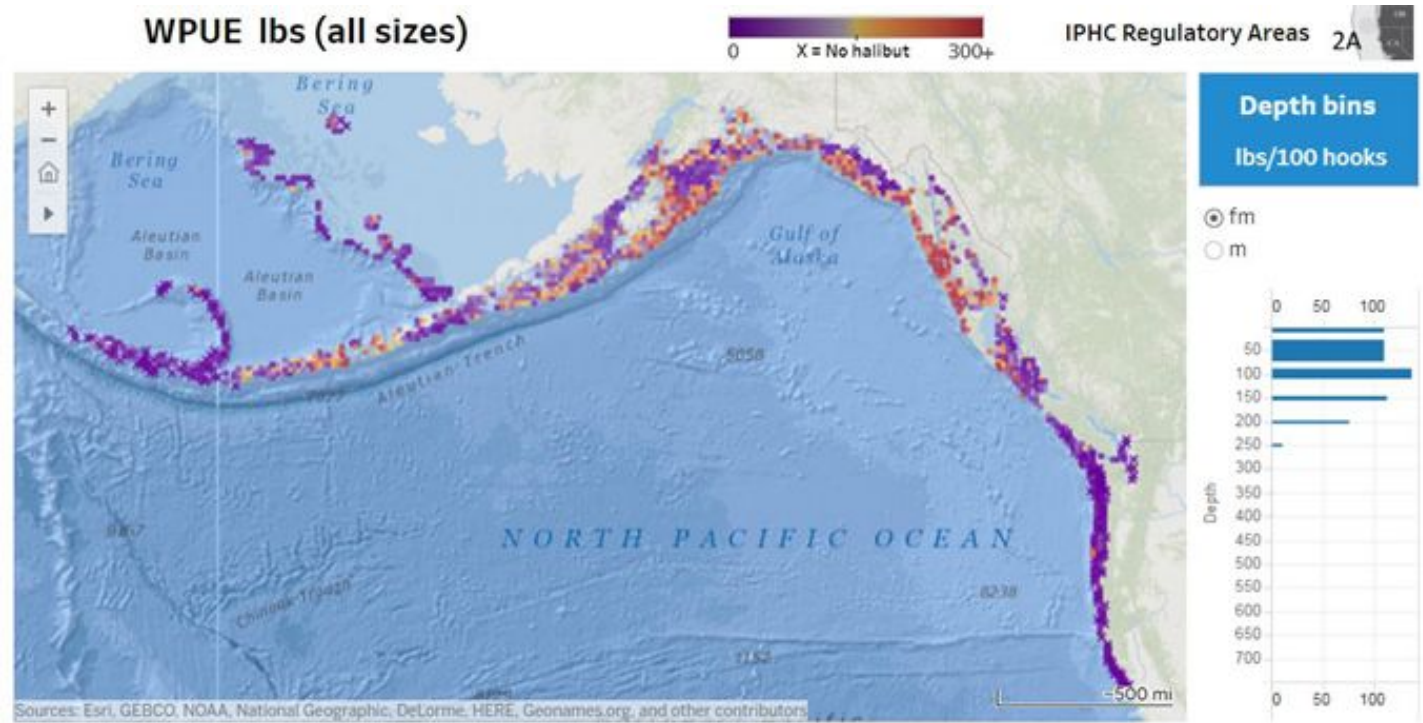 WPUE lbs (all sizes)
0
X = No halibut
300+
IPHC Regulatory Areas
2A
Bering
Sea
Bering
Sea
Aleutian
Basin
Aleutian
Basin
Gulf of
Alaska
5058
Aleutian Trench
NORTH PACIFIC OCEAN
Chinook Trough
8238
1152
~500 mi
Sources: Esri, GEBCO, NOAA, National Geographic, DeLorme, HERE, Geonames.org, and other contributors
Depth bins
lbs/100 hooks
fm
m
0 50 100
50
100
150
200
250
300
350
400
450
500
550
600
650
700
Depth
0 50 100